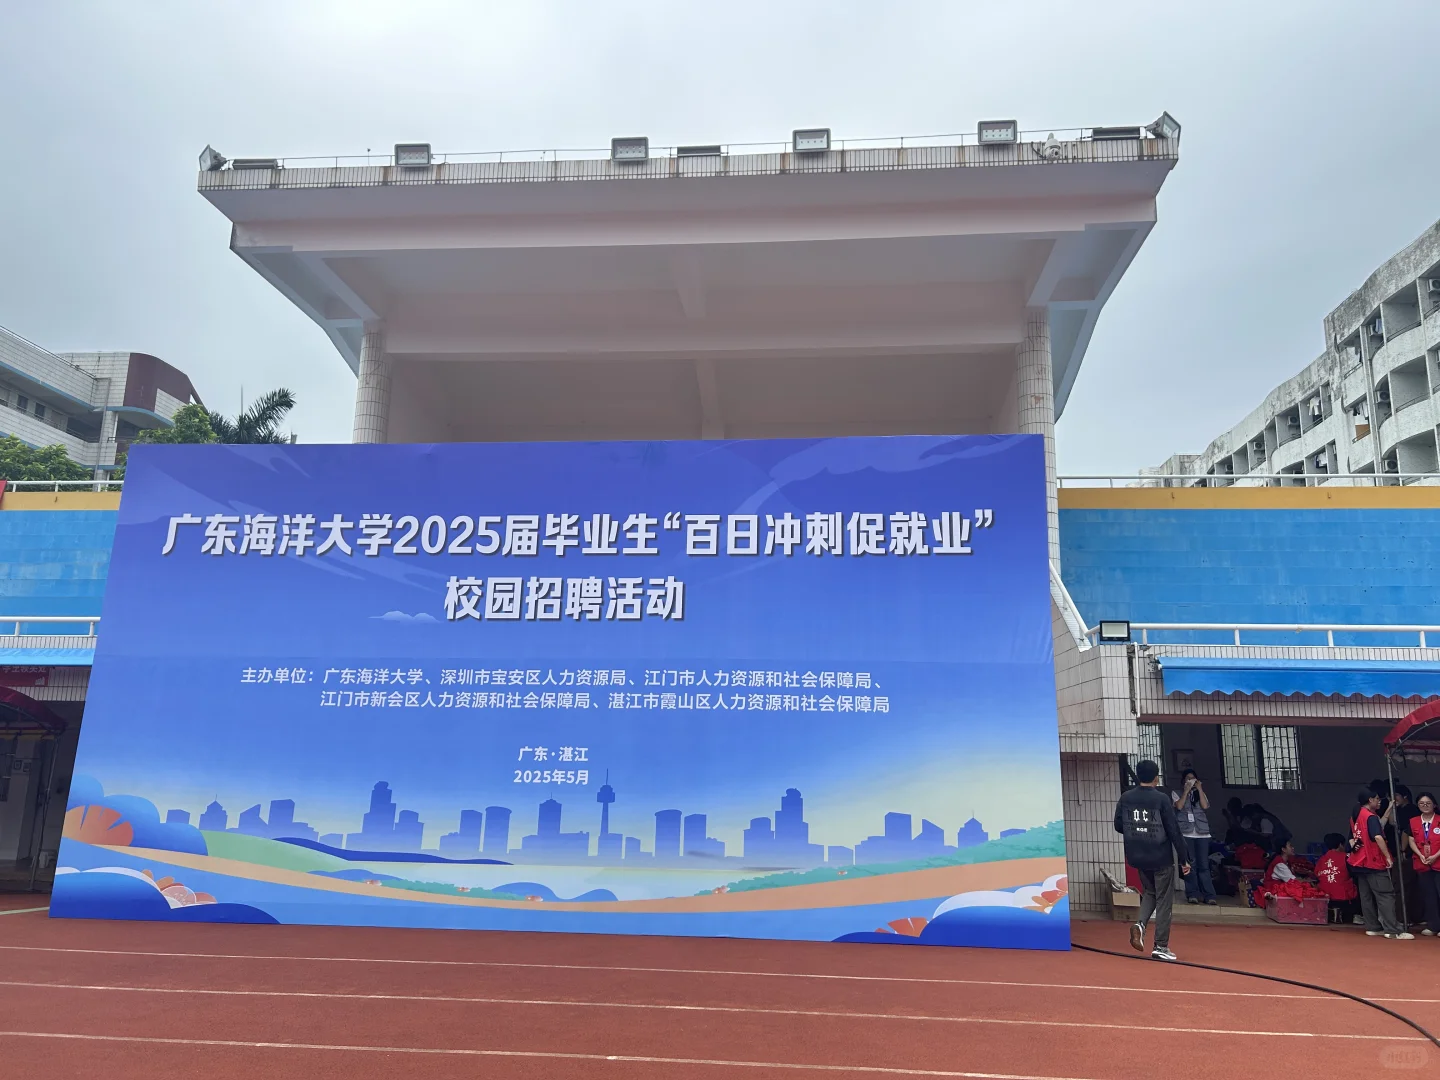 广东海洋大学2025届毕业生“百日冲刺促就业”
校园招聘活动
主办单位：广东海洋大学、深圳市宝安区人力资源局、江门市人力资源和社会保障局、
江门市新会区人力资源和社会保障局、湛江市霞山区人力资源和社会保障局
广东·湛江
2025年5月